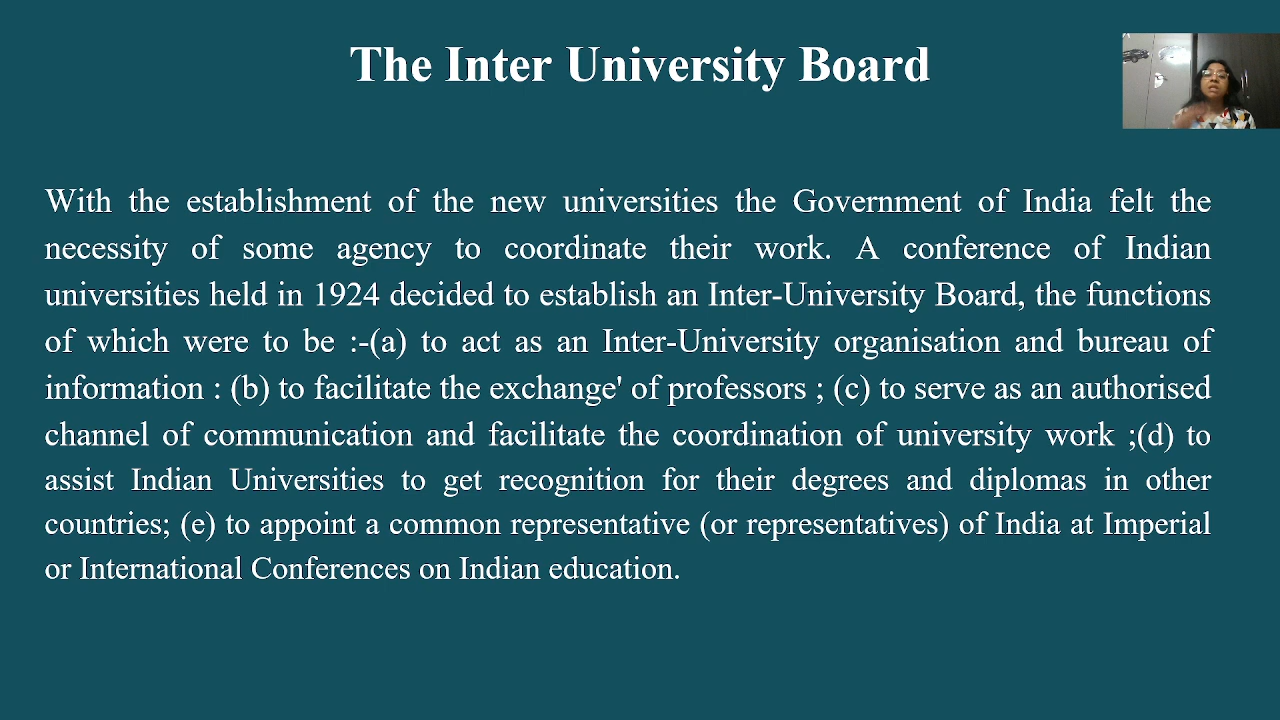 The Inter University Board
With the establishment of the new universities the Government of India felt the
necessity of some agency to coordinate their work. A conference of Indian
universities held in 1924 decided to establish an Inter-University Board, the functions
of which were to be :-(a) to act as an Inter-University organisation and bureau of
information : (b) to facilitate the exchange' of professors ; (c) to serve as an authorised
channel of communication and facilitate the coordination of university work ;(d) to
assist Indian Universities to get recognition for their degrees and diplomas in other
countries; (e) to appoint a common representative (or representatives) of India at Imperial
or International Conferences on Indian education.